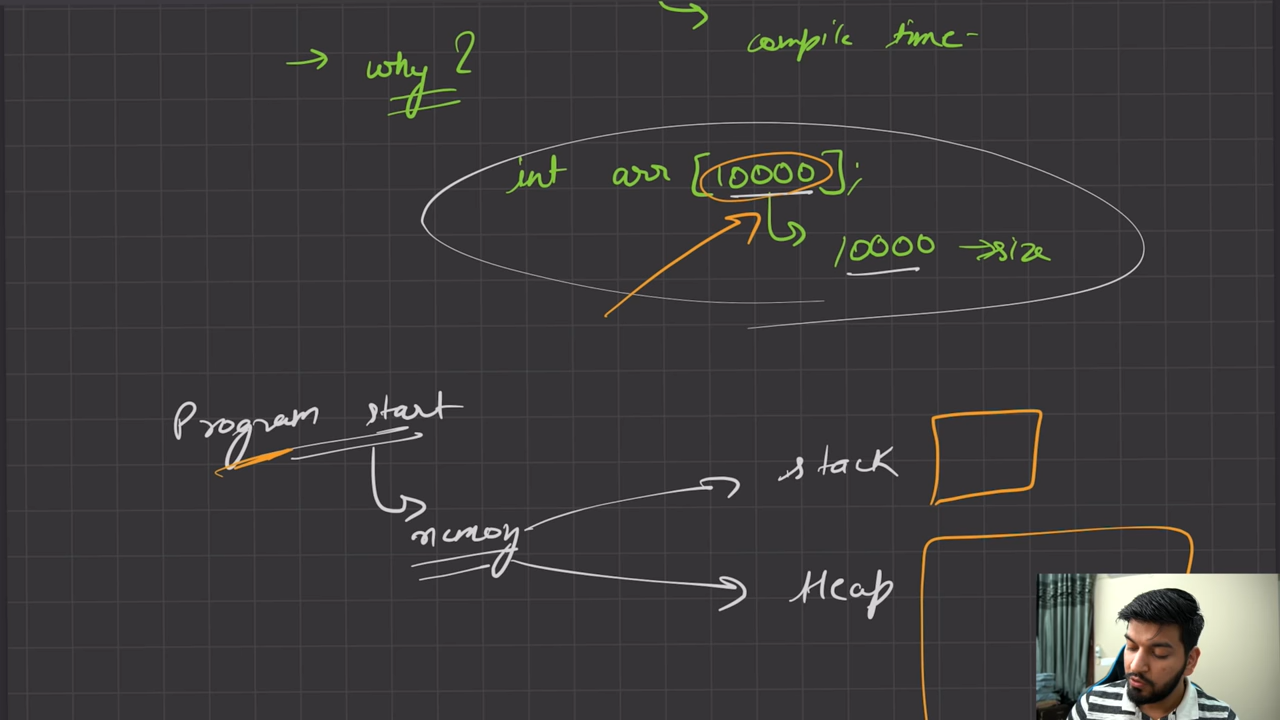 compile time-
→ why ?
int arr [10000];
10000 → size
Program start
stack
memory
Heap